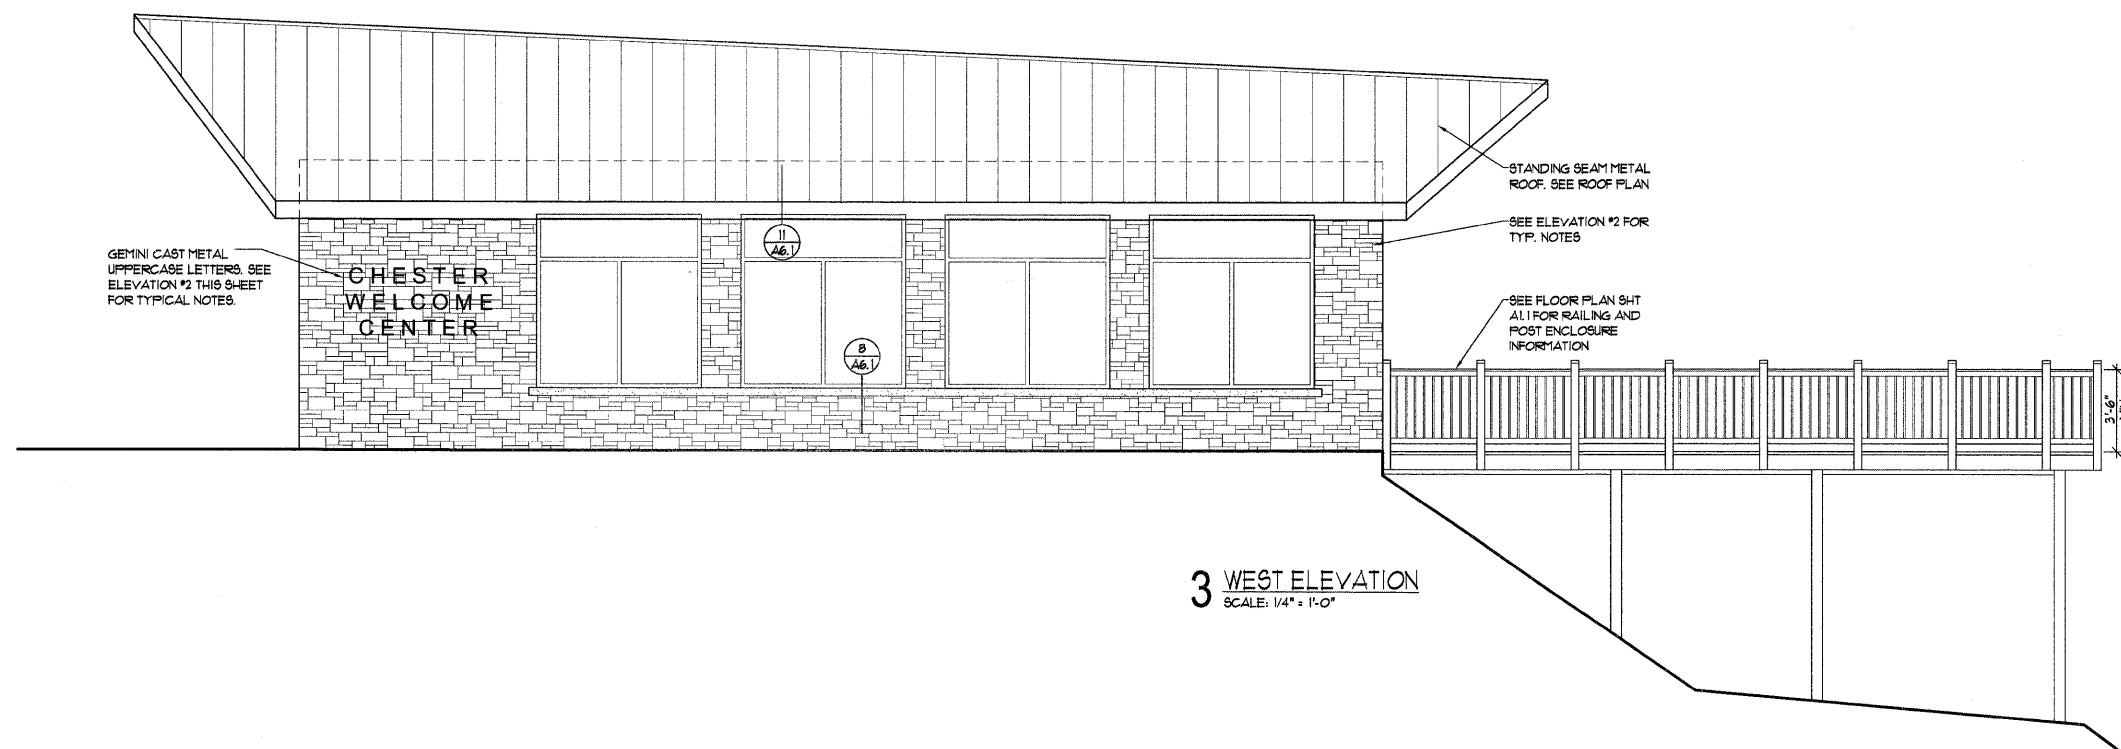 STANDING SEAM METAL
ROOF. SEE ROOF PLAN
SEE ELEVATION #2 FOR
TYP. NOTES
GEMINI CAST METAL
UPPERCASE LETTERS. SEE
ELEVATION #2 THIS SHEET
FOR TYPICAL NOTES.
CHESTER
WELCOME
CENTER
11
A6.1
8
A6.1
SEE FLOOR PLAN SHT
A1.1 FOR RAILING AND
POST ENCLOSURE
INFORMATION
3'-6"
3 WEST ELEVATION
SCALE: 1/4" = 1'-0"